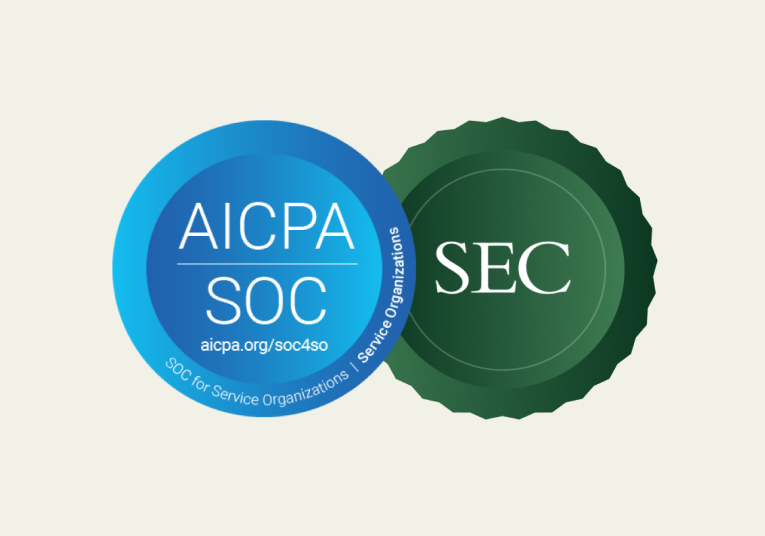 AICPA
SOC
aicpa.org/soc4so
SOC for Service Organizations | Service Organizations
SEC